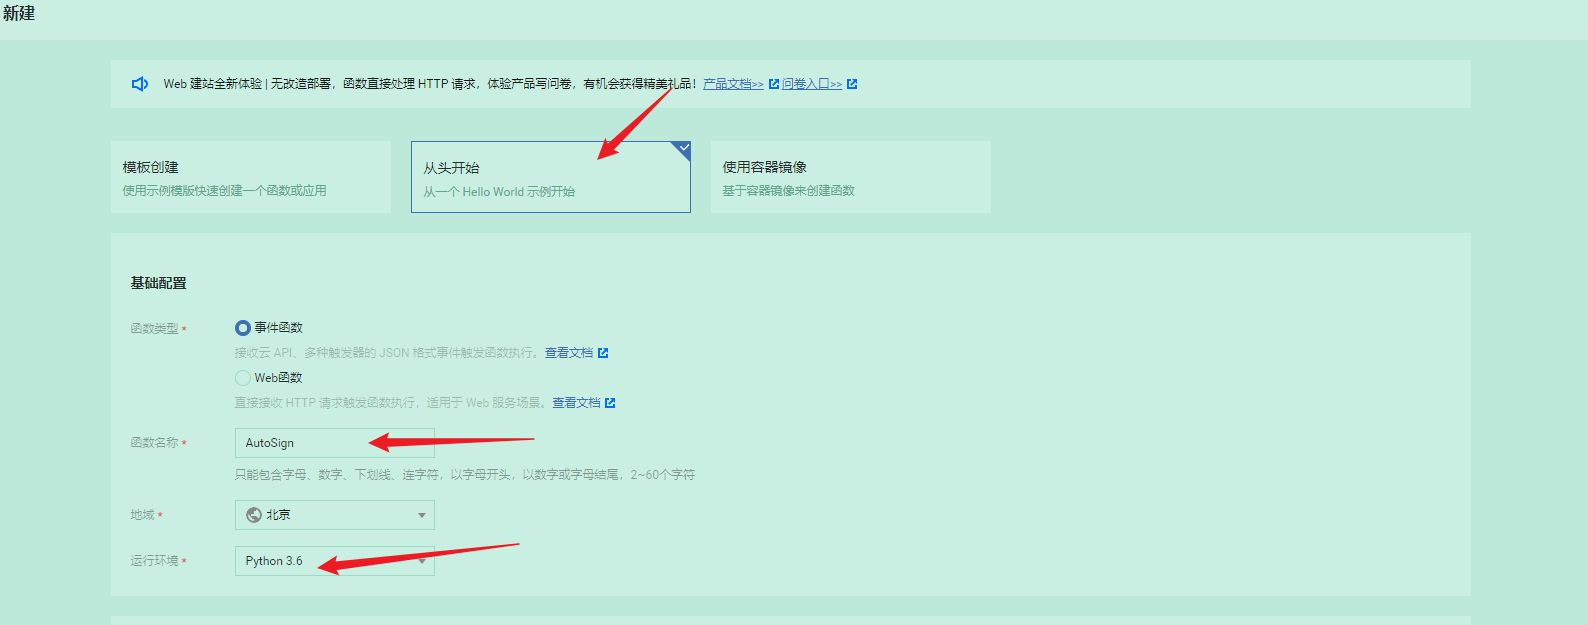 新建
Web 建站全新体验 | 无改造部署，函数直接处理 HTTP 请求，体验产品写问卷，有机会获得精美礼品！产品文档>> 问卷入口>>
模板创建
使用示例模版快速创建一个函数或应用
从头开始
从一个 Hello World 示例开始
使用容器镜像
基于容器镜像来创建函数
基础配置
函数类型 * 事件函数
接收云 API、多种触发器的 JSON 格式事件触发函数执行。查看文档
Web函数
直接接收 HTTP 请求触发函数执行，适用于 Web 服务场景。查看文档
函数名称 * AutoSign
只能包含字母、数字、下划线、连字符，以字母开头，以数字或字母结尾，2~60个字符
地域 * 北京
运行环境 * Python 3.6